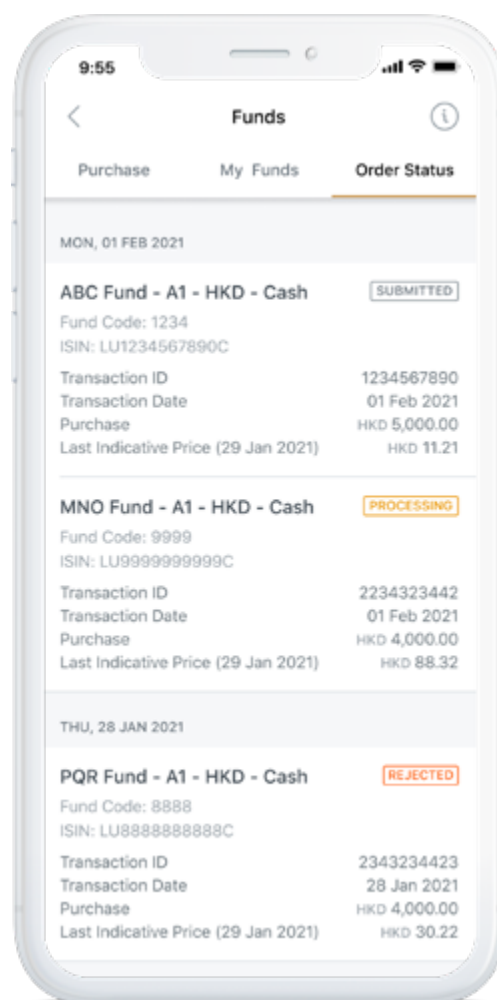 9:55
Funds
Purchase My Funds Order Status
MON, 01 FEB 2021
ABC Fund - A1 - HKD - Cash SUBMITTED
Fund Code: 1234
ISIN: LU1234567890C
Transaction ID 1234567890
Transaction Date 01 Feb 2021
Purchase HKD 5,000.00
Last Indicative Price (29 Jan 2021) HKD 11.21
MNO Fund - A1 - HKD - Cash PROCESSING
Fund Code: 9999
ISIN: LU9999999999C
Transaction ID 2234323442
Transaction Date 01 Feb 2021
Purchase HKD 4,000.00
Last Indicative Price (29 Jan 2021) HKD 88.32
THU, 28 JAN 2021
PQR Fund - A1 - HKD - Cash REJECTED
Fund Code: 8888
ISIN: LU8888888888C
Transaction ID 2343234423
Transaction Date 28 Jan 2021
Purchase HKD 4,000.00
Last Indicative Price (29 Jan 2021) HKD 30.22